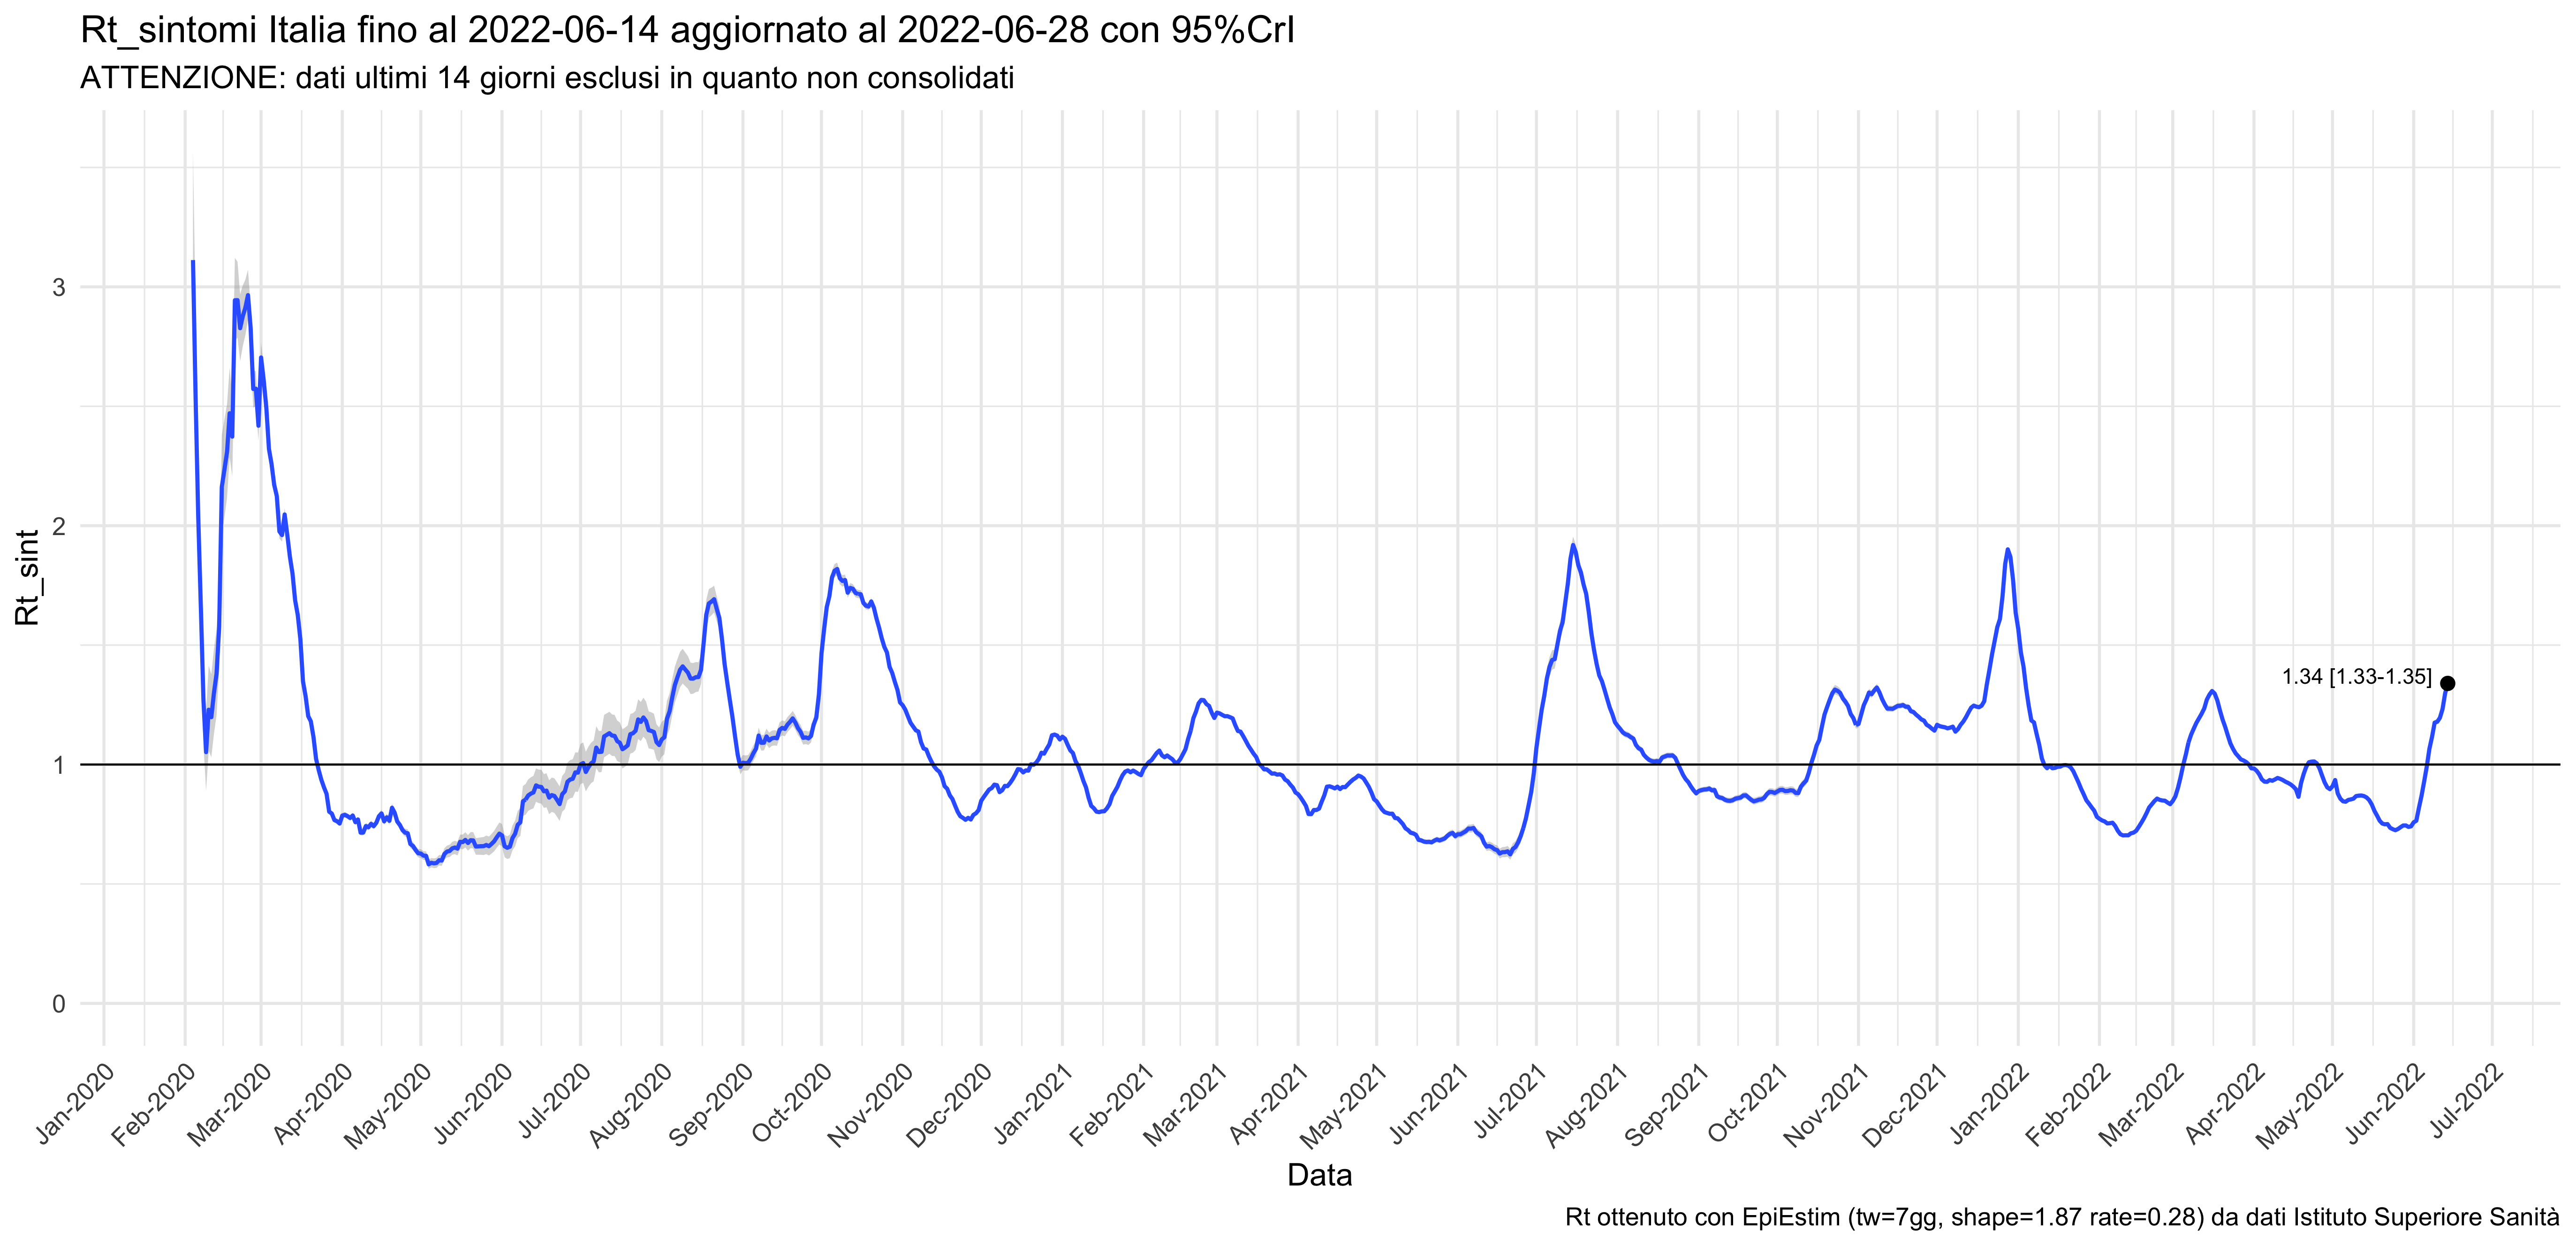 Rt_sintomi Italia fino al 2022-06-14 aggiornato al 2022-06-28 con 95%CrI
ATTENZIONE: dati ultimi 14 giorni esclusi in quanto non consolidati
Rt_sint
3
2
1
0
1.34 [1.33-1.35]
Jan-2020
Feb-2020
Mar-2020
Apr-2020
May-2020
Jun-2020
Jul-2020
Aug-2020
Sep-2020
Oct-2020
Nov-2020
Dec-2020
Jan-2021
Feb-2021
Mar-2021
Apr-2021
May-2021
Jun-2021
Jul-2021
Aug-2021
Sep-2021
Oct-2021
Nov-2021
Dec-2021
Jan-2022
Feb-2022
Mar-2022
Apr-2022
May-2022
Jun-2022
Jul-2022
Data
Rt ottenuto con EpiEstim (tw=7gg, shape=1.87 rate=0.28) da dati Istituto Superiore Sanità